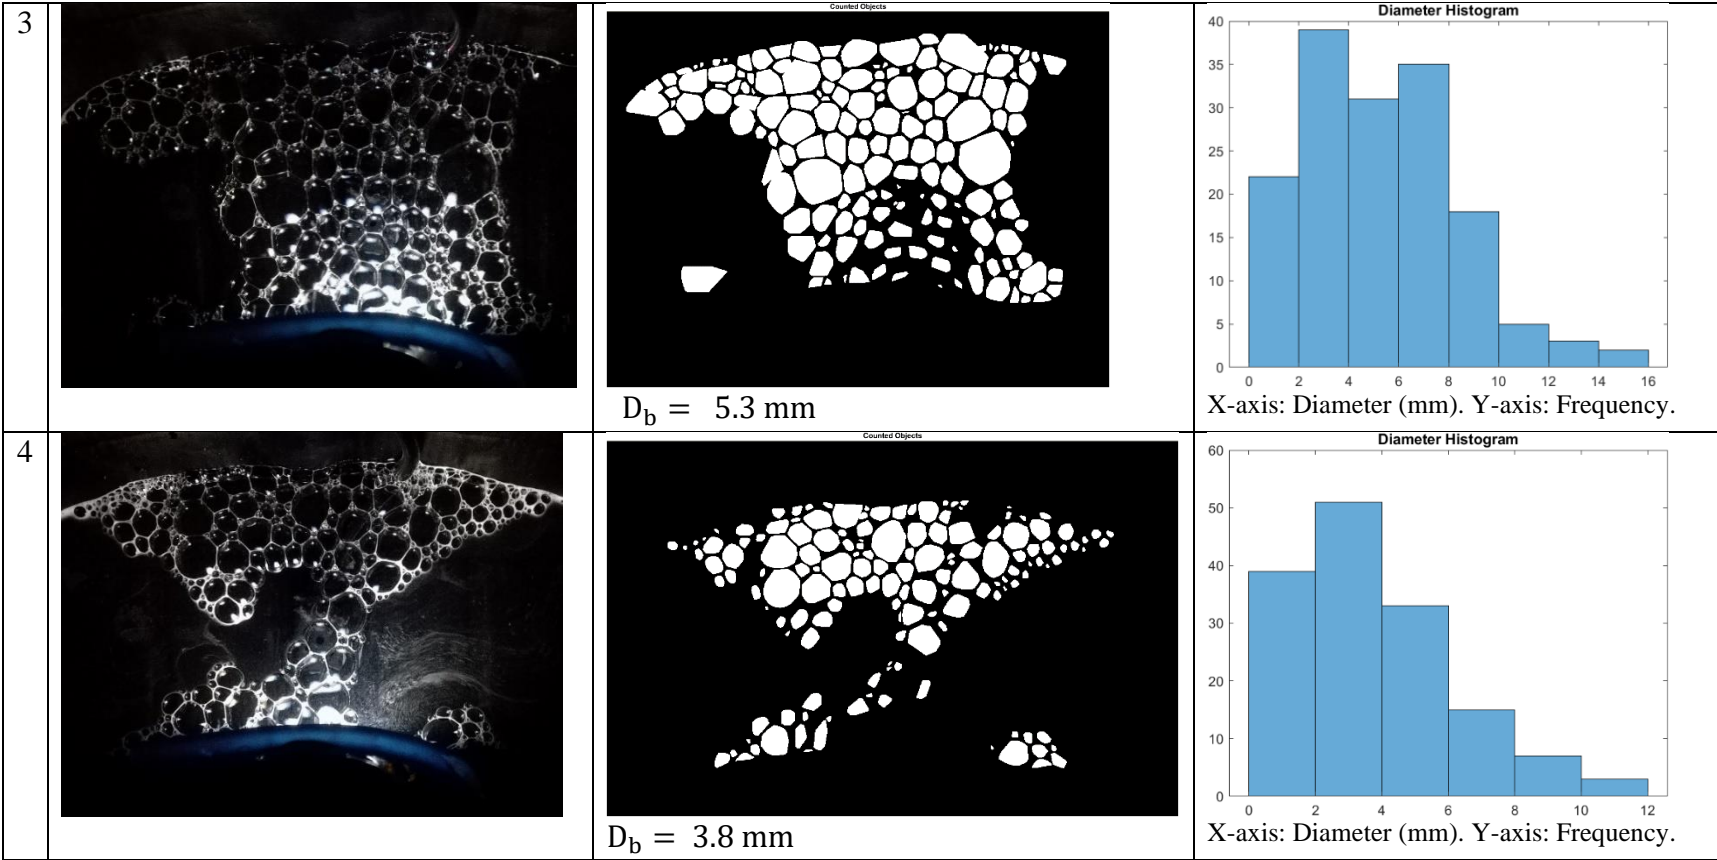 3
Counted Objects
D_b = 5.3 mm
Diameter Histogram
40
35
30
25
20
15
10
5
0
0 2 4 6 8 10 12 14 16
X-axis: Diameter (mm). Y-axis: Frequency.
4
Counted Objects
D_b = 3.8 mm
Diameter Histogram
60
50
40
30
20
10
0
0 2 4 6 8 10 12
X-axis: Diameter (mm). Y-axis: Frequency.